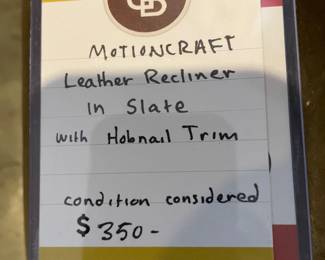 MOTIONCRAFT
Leather Recliner
in Slate
with Hobnail Trim
condition considered
$350-